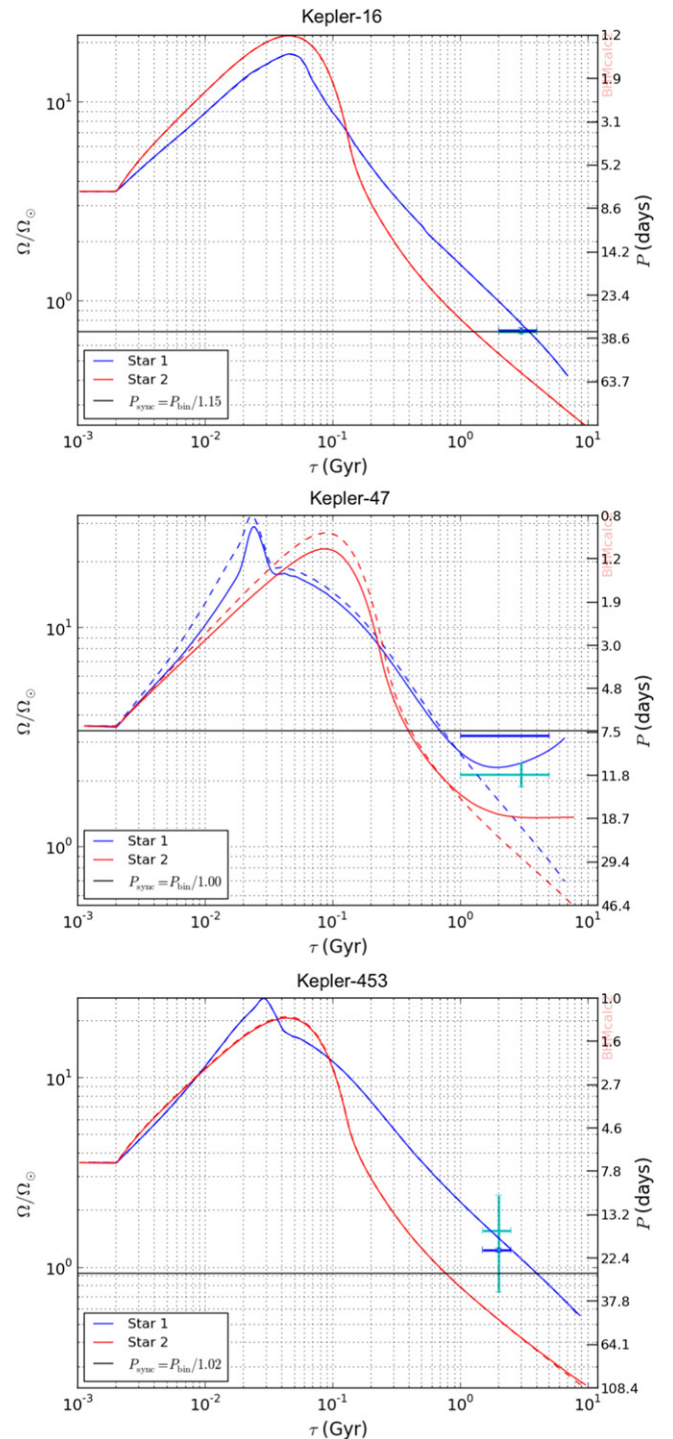 Kepler-16
Ω/Ω⊙
10¹
10⁰
1.2
1.9
3.1
5.2
8.6
14.2
23.4
38.6
63.7
P (days)
BHMcalc
Star 1
Star 2
P_sync = P_bin/1.15
10⁻³ 10⁻² 10⁻¹ 10⁰ 10¹
τ (Gyr)
Kepler-47
Ω/Ω⊙
10¹
10⁰
0.8
1.2
1.9
3.0
4.8
7.5
11.8
18.7
29.4
46.4
P (days)
BHMcalc
Star 1
Star 2
P_sync = P_bin/1.00
10⁻³ 10⁻² 10⁻¹ 10⁰ 10¹
τ (Gyr)
Kepler-453
Ω/Ω⊙
10¹
10⁰
1.0
1.6
2.7
4.6
7.8
13.2
22.4
37.8
64.1
108.4
P (days)
BHMcalc
Star 1
Star 2
P_sync = P_bin/1.02
10⁻³ 10⁻² 10⁻¹ 10⁰ 10¹
τ (Gyr)